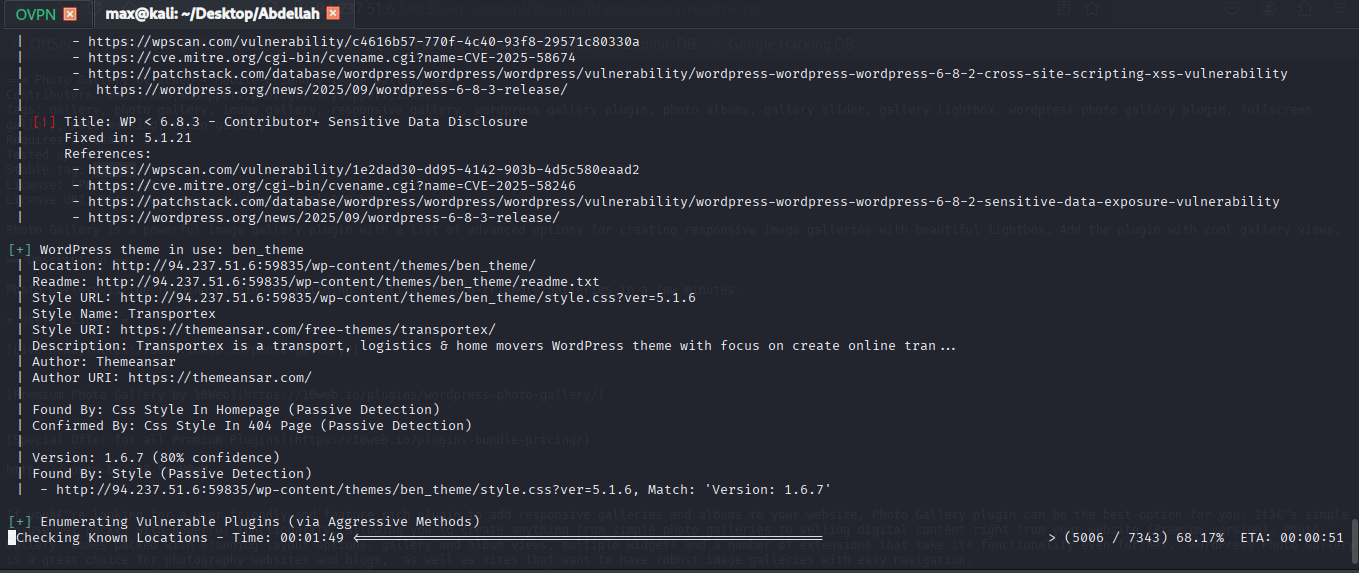 OVPN
max@kali: ~/Desktop/Abdellah
| - https://wpscan.com/vulnerability/c4616b57-770f-4c40-93f8-29571c80330a
| - https://cve.mitre.org/cgi-bin/cvename.cgi?name=CVE-2025-58674
| - https://patchstack.com/database/wordpress/wordpress/wordpress/vulnerability/wordpress-wordpress-wordpress-6-8-2-cross-site-scripting-xss-vulnerability
| - https://wordpress.org/news/2025/09/wordpress-6-8-3-release/
|
| [!] Title: WP < 6.8.3 - Contributor+ Sensitive Data Disclosure
| Fixed in: 5.1.21
| References:
| - https://wpscan.com/vulnerability/1e2dad30-dd95-4142-903b-4d5c580eaad2
| - https://cve.mitre.org/cgi-bin/cvename.cgi?name=CVE-2025-58246
| - https://patchstack.com/database/wordpress/wordpress/wordpress/vulnerability/wordpress-wordpress-wordpress-6-8-2-sensitive-data-exposure-vulnerability
| - https://wordpress.org/news/2025/09/wordpress-6-8-3-release/
[+] WordPress theme in use: ben_theme
| Location: http://94.237.51.6:59835/wp-content/themes/ben_theme/
| Readme: http://94.237.51.6:59835/wp-content/themes/ben_theme/readme.txt
| Style URL: http://94.237.51.6:59835/wp-content/themes/ben_theme/style.css?ver=5.1.6
| Style Name: Transportex
| Style URI: https://themeansar.com/free-themes/transportex/
| Description: Transportex is a transport, logistics & home movers WordPress theme with focus on create online tran...
| Author: Themeansar
| Author URI: https://themeansar.com/
|
| Found By: Css Style In Homepage (Passive Detection)
| Confirmed By: Css Style In 404 Page (Passive Detection)
|
| Version: 1.6.7 (80% confidence)
| Found By: Style (Passive Detection)
| - http://94.237.51.6:59835/wp-content/themes/ben_theme/style.css?ver=5.1.6, Match: 'Version: 1.6.7'
[+] Enumerating Vulnerable Plugins (via Aggressive Methods)
Checking Known Locations - Time: 00:01:49 <====> (5006 / 7343) 68.17% ETA: 00:00:51